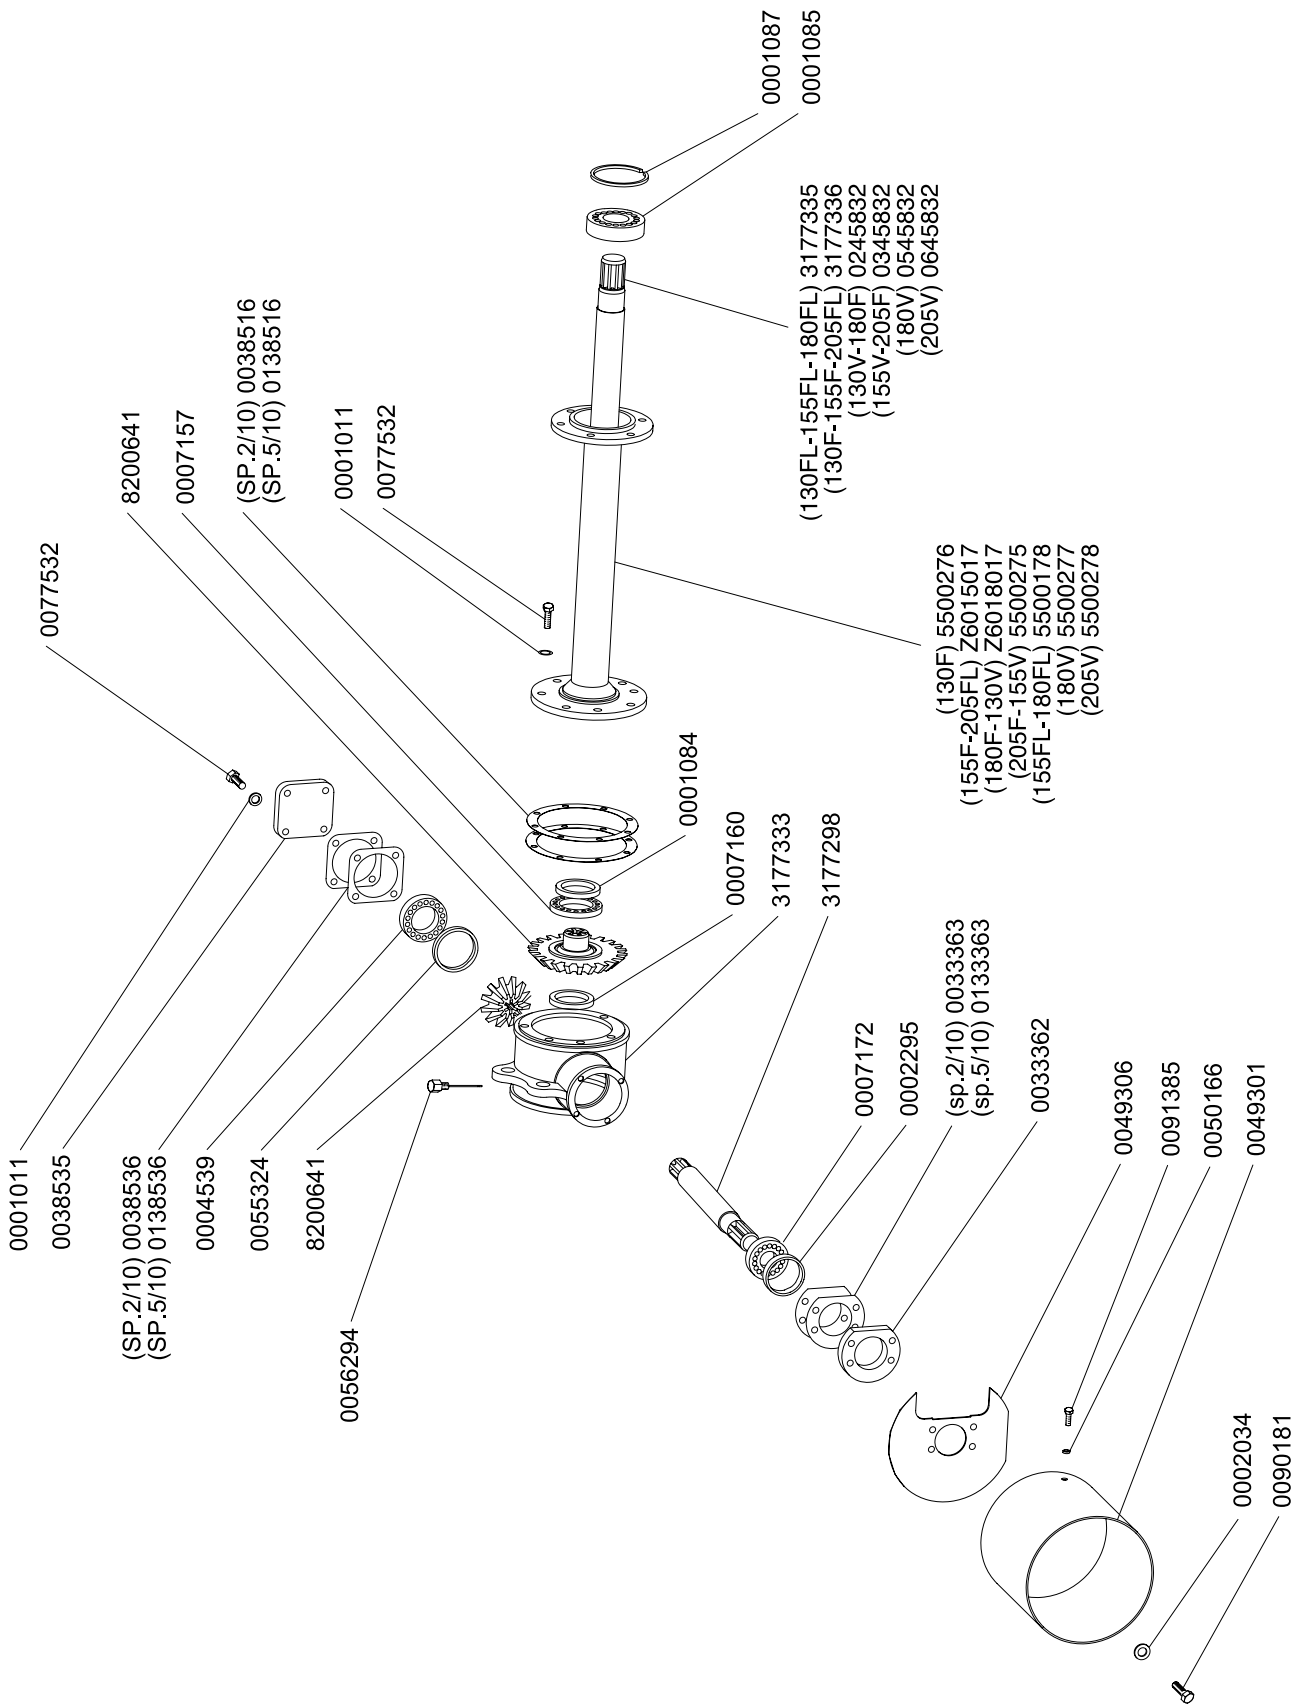 0001011
0038535
(SP.2/10) 0038536
(SP.5/10) 0138536
0004539
0055324
8200641
0056294
0077532
8200641
0007157
(SP.2/10) 0038516
(SP.5/10) 0138516
0001011
0077532
0001087
0001085
(130FL-155FL-180FL) 3177335
(130F-155F-205FL) 3177336
(130V-180F) 0245832
(155V-205F) 0345832
(180V) 0545832
(205V) 0645832
(130F) 5500276
(155F-205FL) Z6015017
(180F-130V) Z6018017
(205F-155V) 5500275
(155FL-180FL) 5500178
(180V) 5500277
(205V) 5500278
0001084
0007160
3177333
3177298
0007172
0002295
(sp.2/10) 0033363
(sp.5/10) 0133363
0033362
0049306
0091385
0050166
0049301
0002034
0090181